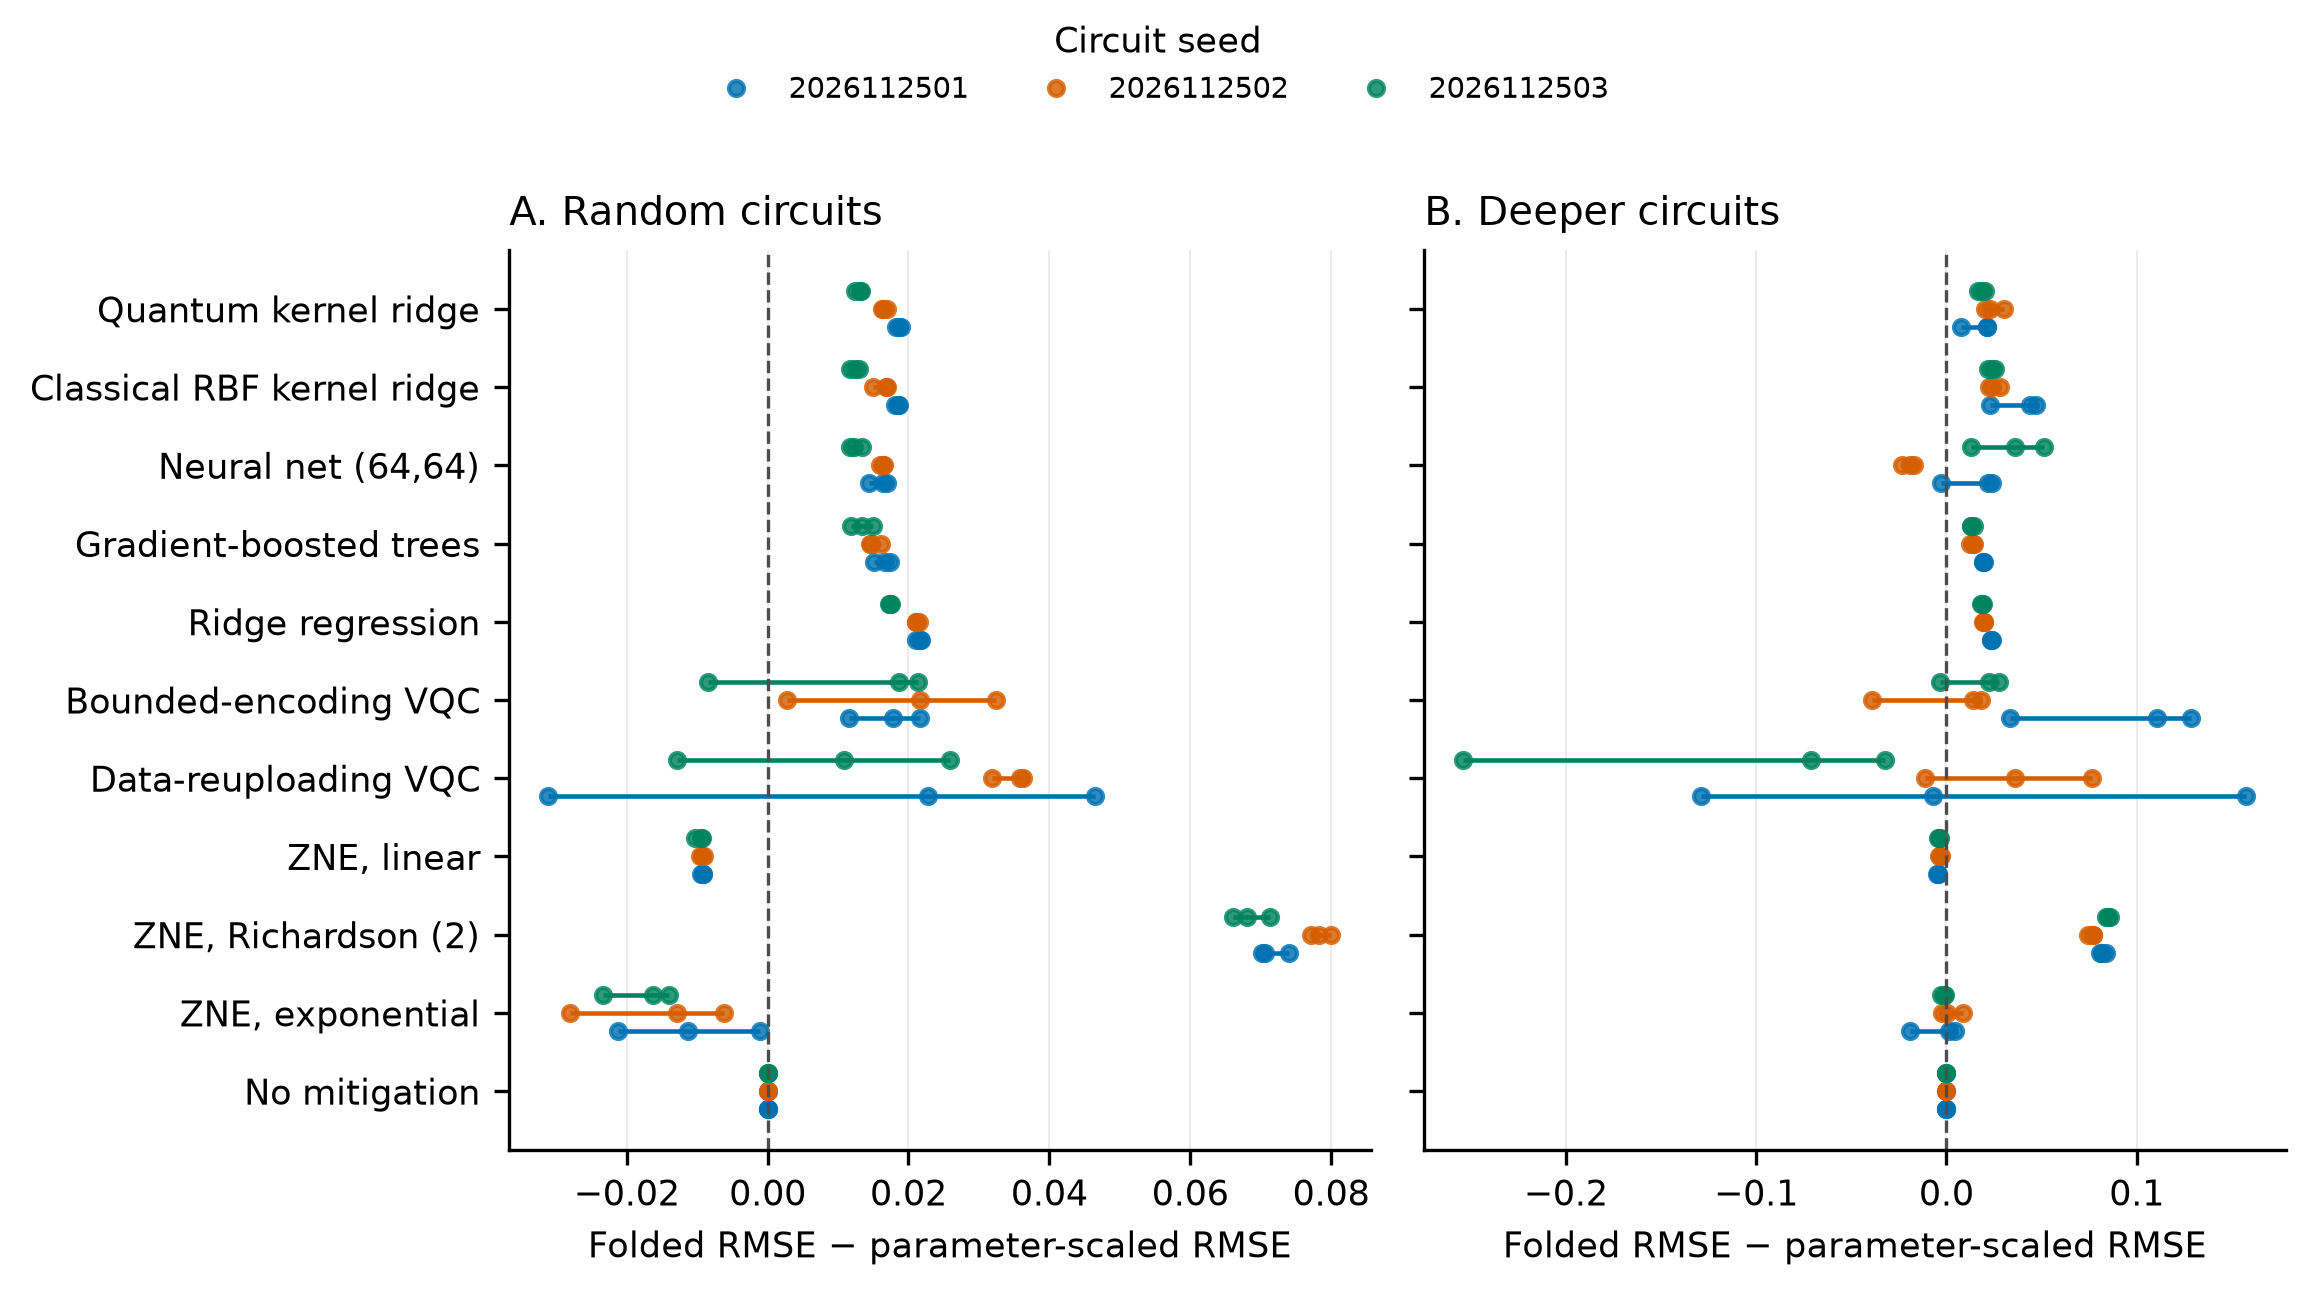 Circuit seed
2026112501 2026112502 2026112503
A. Random circuits
B. Deeper circuits
Quantum kernel ridge
Classical RBF kernel ridge
Neural net (64,64)
Gradient-boosted trees
Ridge regression
Bounded-encoding VQC
Data-reuploading VQC
ZNE, linear
ZNE, Richardson (2)
ZNE, exponential
No mitigation
−0.02 0.00 0.02 0.04 0.06 0.08
Folded RMSE − parameter-scaled RMSE
−0.2 −0.1 0.0 0.1
Folded RMSE − parameter-scaled RMSE